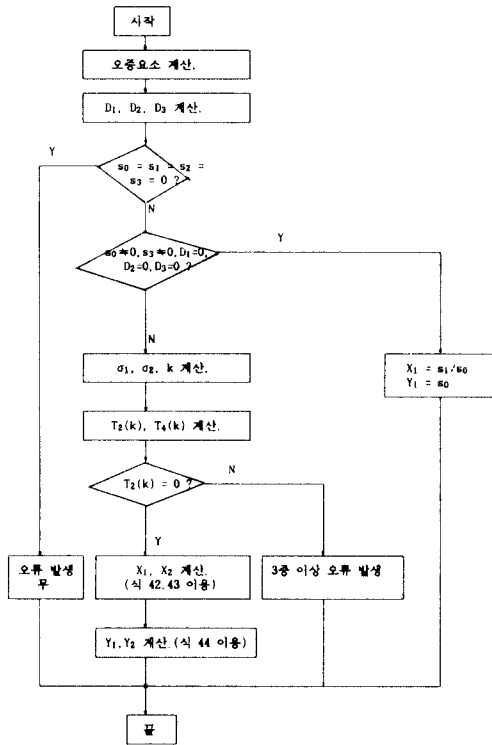 시작
오증요소 계산.
D₁, D₂, D₃ 계산.
Y
s₀ = s₁ = s₂ =
s₃ = 0 ?
N
s₀≠0, s₃≠0, D₁=0,
D₂=0, D₃=0 ?
Y
N
σ₁, σ₂, k 계산.
X₁ = s₁/s₀
Y₁ = s₀
T₂(k), T₄(k) 계산.
T₂(k) = 0 ?
N
Y
오류 발생
무
X₁, X₂ 계산.
(식 42.43 이용)
3중 이상 오류 발생
Y₁,Y₂ 계산.(식 44 이용)
끝